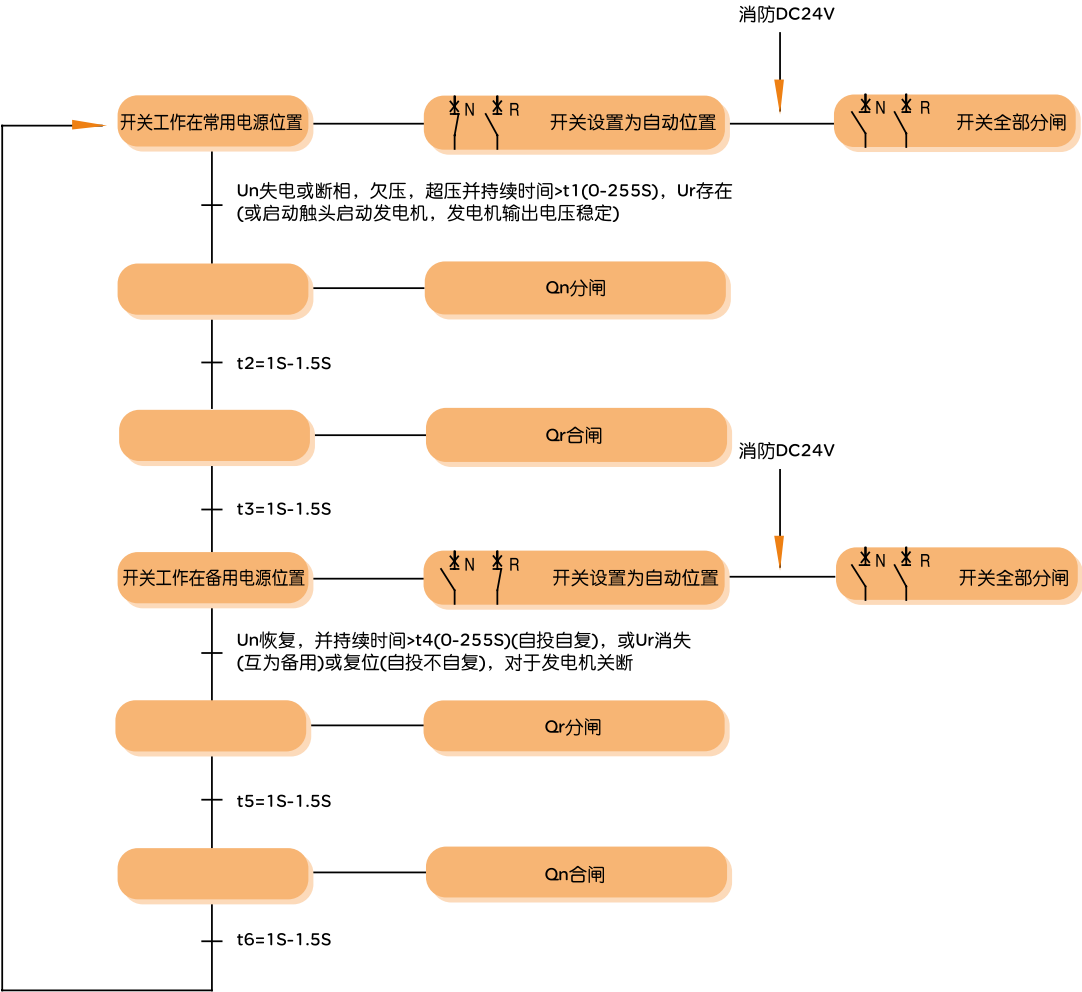 消防DC24V
开关工作在常用电源位置
N R 开关设置为自动位置
N R 开关全部分闸
Un失电或断相，欠压，超压并持续时间>t1(0-255S)，Ur存在
(或启动触头启动发电机，发电机输出电压稳定)
Qn分闸
t2=1S-1.5S
Qr合闸
消防DC24V
t3=1S-1.5S
开关工作在备用电源位置
N R 开关设置为自动位置
N R 开关全部分闸
Un恢复，并持续时间>t4(0-255S)(自投自复)，或Ur消失
(互为备用)或复位(自投不自复)，对于发电机关断
Qr分闸
t5=1S-1.5S
Qn合闸
t6=1S-1.5S